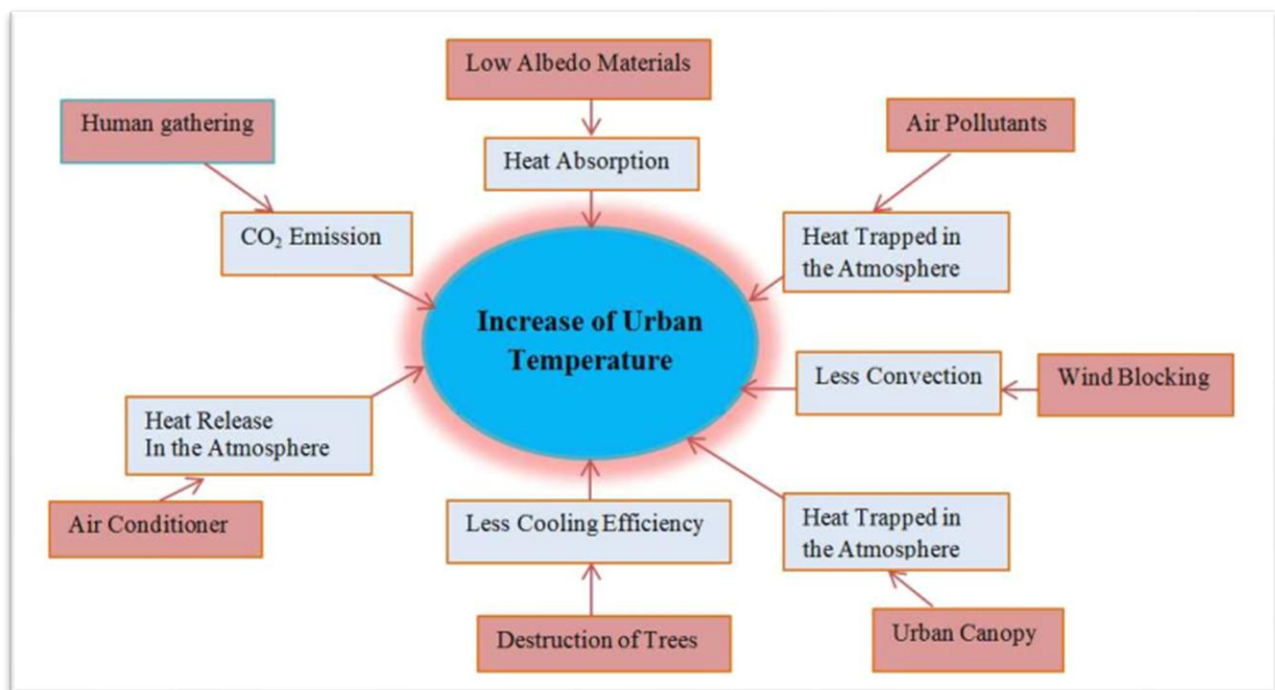 Low Albedo Materials
Human gathering
Air Pollutants
Heat Absorption
CO₂ Emission
Heat Trapped in
the Atmosphere
Increase of Urban
Temperature
Less Convection
Wind Blocking
Heat Release
In the Atmosphere
Air Conditioner
Less Cooling Efficiency
Heat Trapped in
the Atmosphere
Destruction of Trees
Urban Canopy